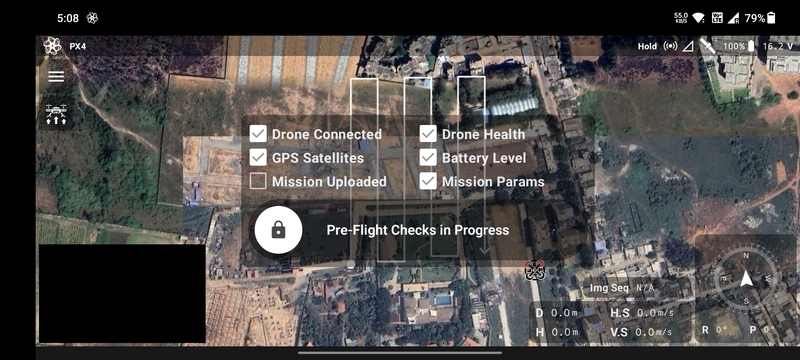 5:08
55.0 KB/S
Vo LTE
79%
PX4
Hold
100%
16.2 V
Drone Connected
Drone Health
GPS Satellites
Battery Level
Mission Uploaded
Mission Params
Pre-Flight Checks in Progress
Img Seq N/A
D 0.0m H.S 0.0m/s
H 0.0m V.S 0.0m/s
R 0° P 0°
N
S